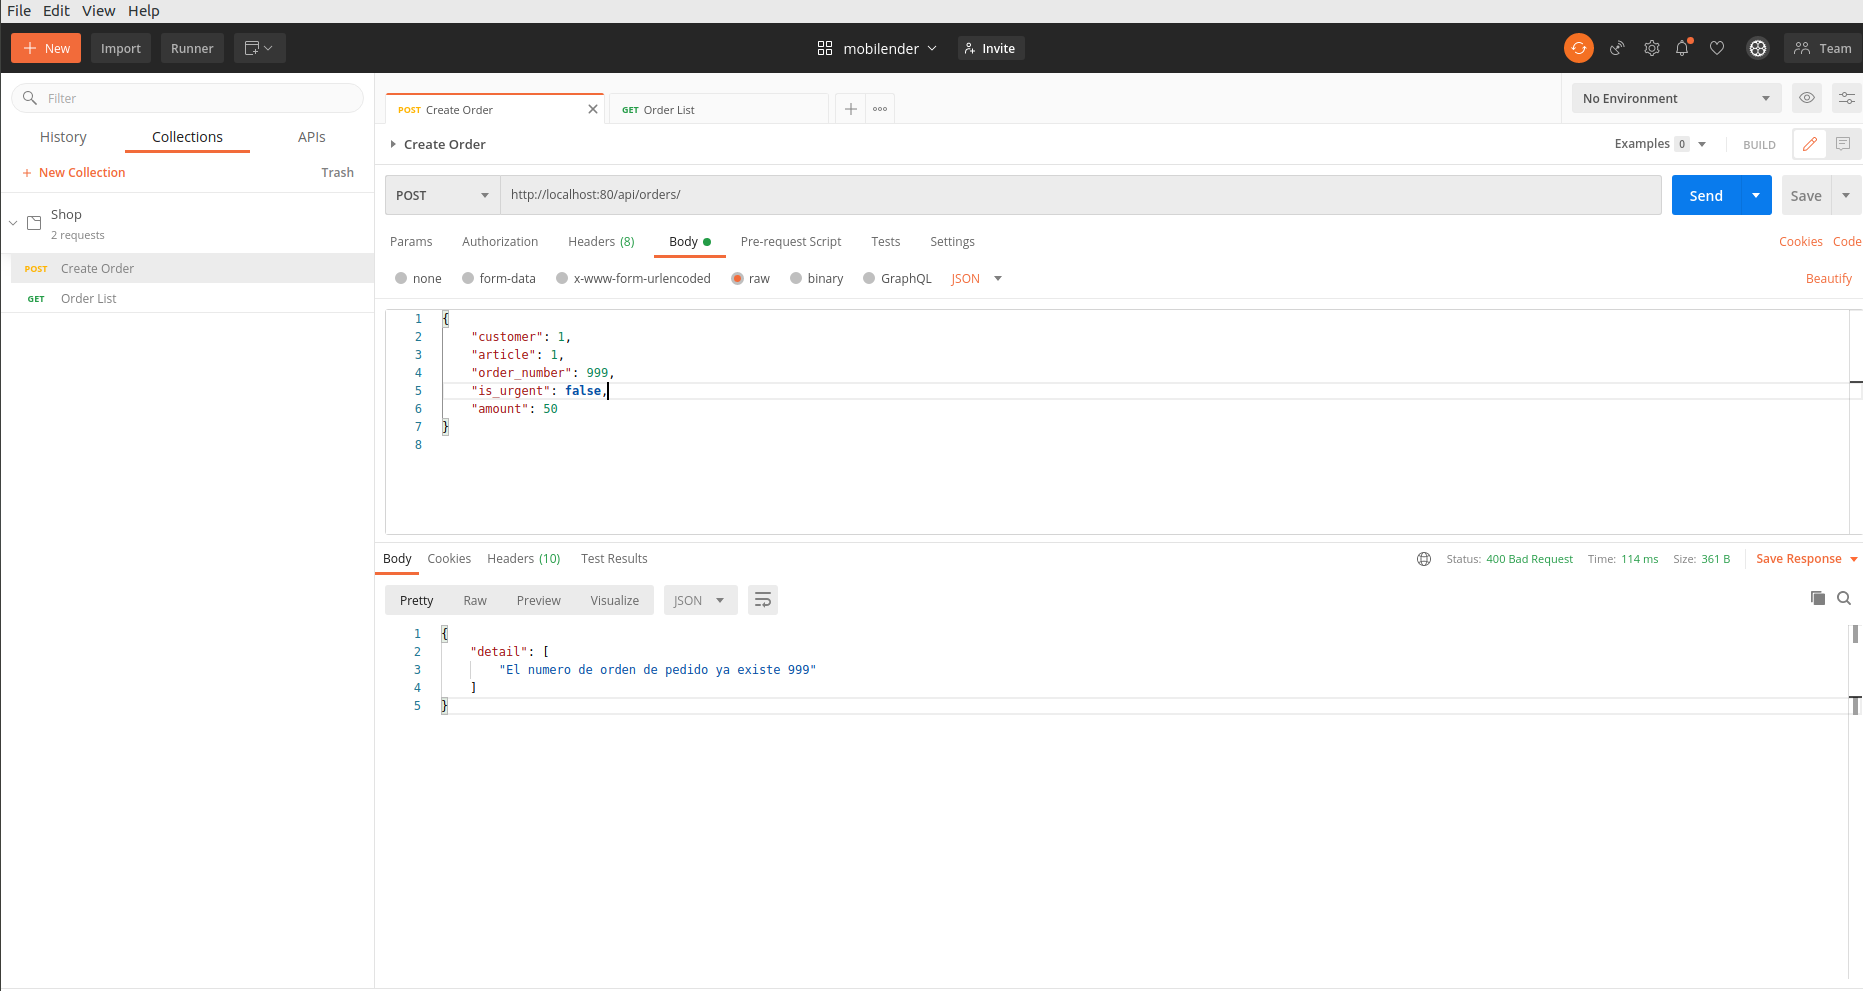 File Edit View Help
+ New Import Runner mobilender Invite Team
Filter
History Collections APIs
+ New Collection Trash
Shop
2 requests
POST Create Order
GET Order List
POST Create Order GET Order List
No Environment
Create Order
Examples 0 BUILD
POST http://localhost:80/api/orders/ Send Save
Params Authorization Headers (8) Body Pre-request Script Tests Settings Cookies Code
none form-data x-www-form-urlencoded raw binary GraphQL JSON Beautify
1 {
2 "customer": 1,
3 "article": 1,
4 "order_number": 999,
5 "is_urgent": false,
6 "amount": 50
7 }
8
Body Cookies Headers (10) Test Results Status: 400 Bad Request Time: 114 ms Size: 361 B Save Response
Pretty Raw Preview Visualize JSON
1 {
2 "detail": [
3 "El numero de orden de pedido ya existe 999"
4 ]
5 }